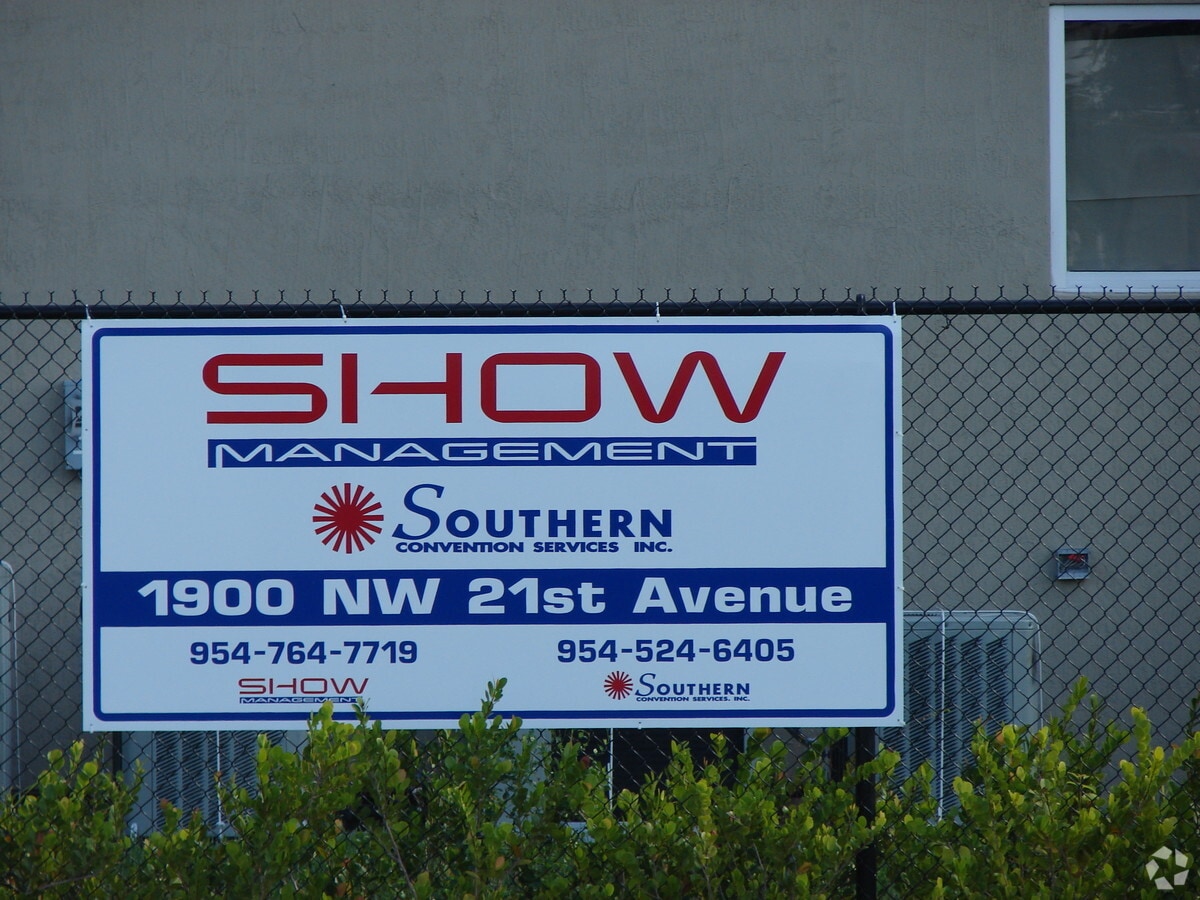 SHOW
MANAGEMENT
SOUTHERN
CONVENTION SERVICES INC.
1900 NW 21st Avenue
954-764-7719 954-524-6405
SHOW SOUTHERN
MANAGEMENT CONVENTION SERVICES, INC.